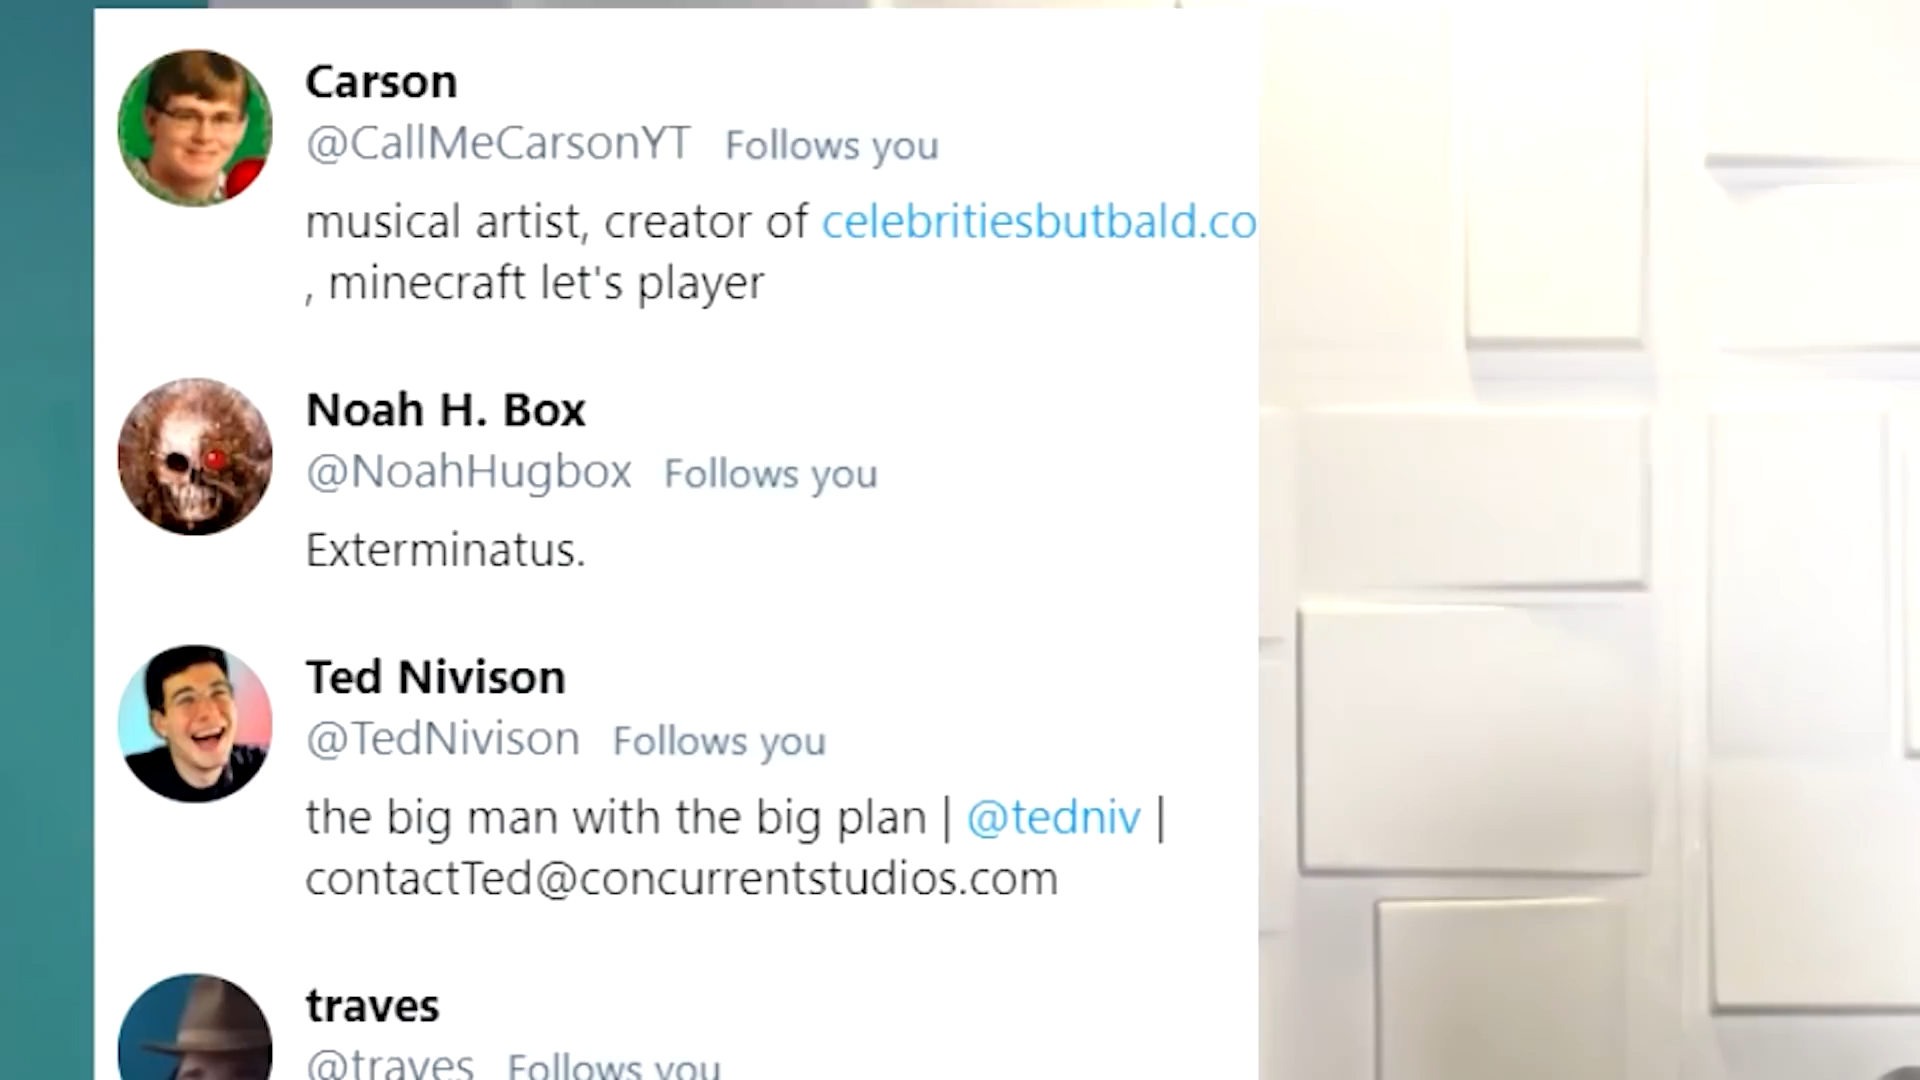 Carson
@CallMeCarsonYT Follows you
musical artist, creator of celebritiesbutbald.co
, minecraft let's player
Noah H. Box
@NoahHugbox Follows you
Exterminatus.
Ted Nivison
@TedNivison Follows you
the big man with the big plan | @tedniv |
contactTed@concurrentstudios.com
traves
@traves Follows you